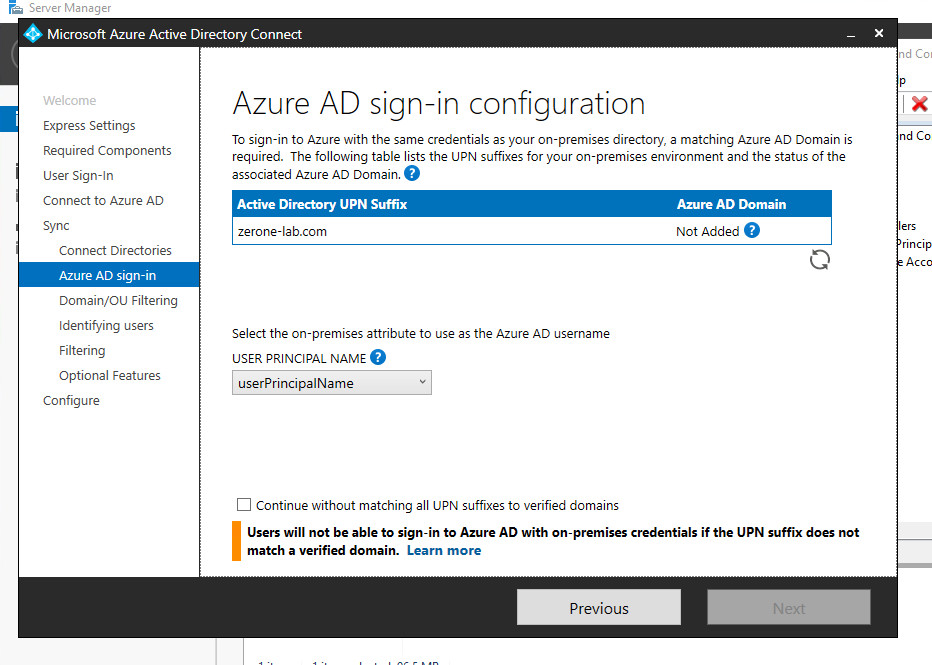 Server Manager
Microsoft Azure Active Directory Connect
Welcome
Express Settings
Required Components
User Sign-In
Connect to Azure AD
Sync
Connect Directories
Azure AD sign-in
Domain/OU Filtering
Identifying users
Filtering
Optional Features
Configure
Azure AD sign-in configuration
To sign-in to Azure with the same credentials as your on-premises directory, a matching Azure AD Domain is
required. The following table lists the UPN suffixes for your on-premises environment and the status of the
associated Azure AD Domain. ?
Active Directory UPN Suffix Azure AD Domain
zerone-lab.com Not Added ?
Select the on-premises attribute to use as the Azure AD username
USER PRINCIPAL NAME ?
userPrincipalName
Continue without matching all UPN suffixes to verified domains
Users will not be able to sign-in to Azure AD with on-premises credentials if the UPN suffix does not
match a verified domain. Learn more
Previous
Next
nd Co
p
nd Co
lers
Princip
e Acco